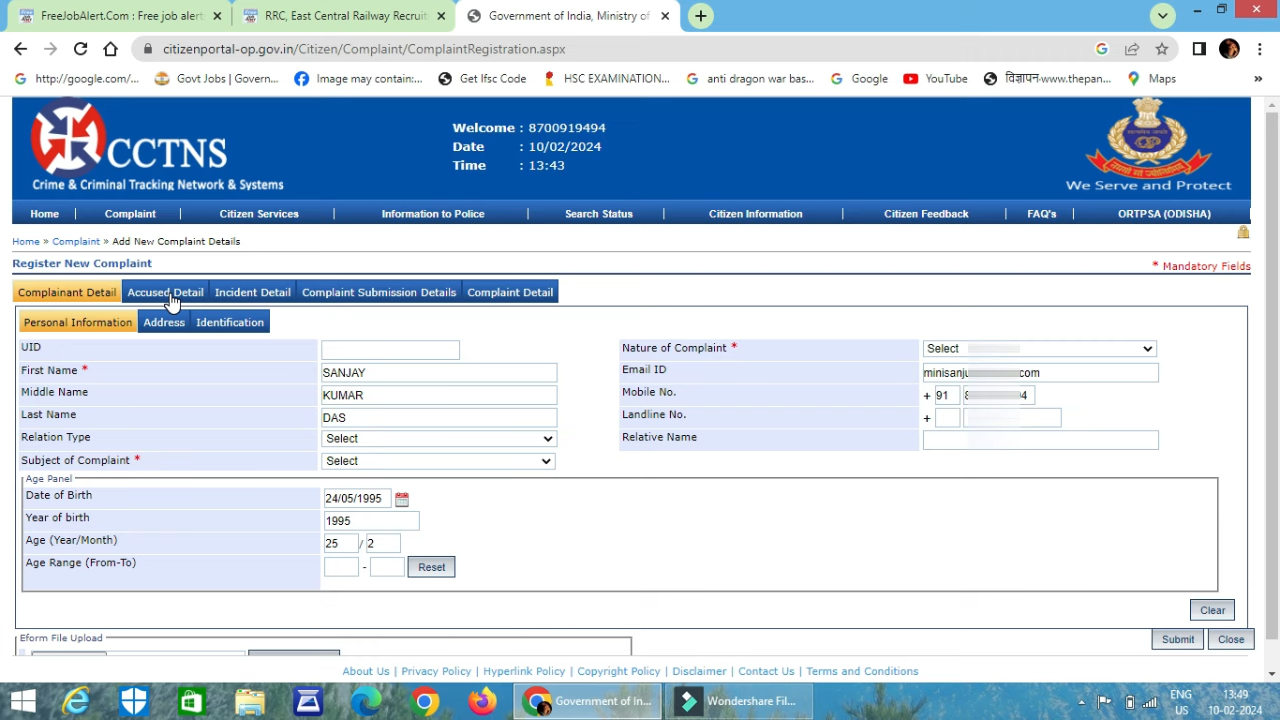 FreeJobAlert.Com : Free job alert:
RRC, East Central Railway Recruit
Government of India, Ministry of
citizenportal-op.gov.in/Citizen/Complaint/ComplaintRegistration.aspx
http://google.com/...
Govt Jobs | Govern...
Image may contain:...
Get Ifsc Code
HSC EXAMINATION...
anti dragon war bas...
Google
YouTube
विज्ञापन-www.thepan...
Maps
»
CCTNS
Crime & Criminal Tracking Network & Systems
Welcome : 8700919494
Date : 10/02/2024
Time : 13:43
We Serve and Protect
Home | Complaint | Citizen Services | Information to Police | Search Status | Citizen Information | Citizen Feedback | FAQ's | ORTPSA (ODISHA)
Home » Complaint » Add New Complaint Details
Register New Complaint
* Mandatory Fields
Complainant Detail Accused Detail Incident Detail Complaint Submission Details Complaint Detail
Personal Information Address Identification
UID
Nature of Complaint * Select
First Name * SANJAY
Email ID minisanju com
Middle Name KUMAR
Mobile No. + 91 8 4
Last Name DAS
Landline No. +
Relation Type Select
Relative Name
Subject of Complaint * Select
Age Panel
Date of Birth 24/05/1995
Year of birth 1995
Age (Year/Month) 25 / 2
Age Range (From-To) - Reset
Clear
Eform File Upload
Submit Close
About Us | Privacy Policy | Hyperlink Policy | Copyright Policy | Disclaimer | Contact Us | Terms and Conditions
Government of In...
Wondershare Fil...
ENG
US
13:49
10-02-2024